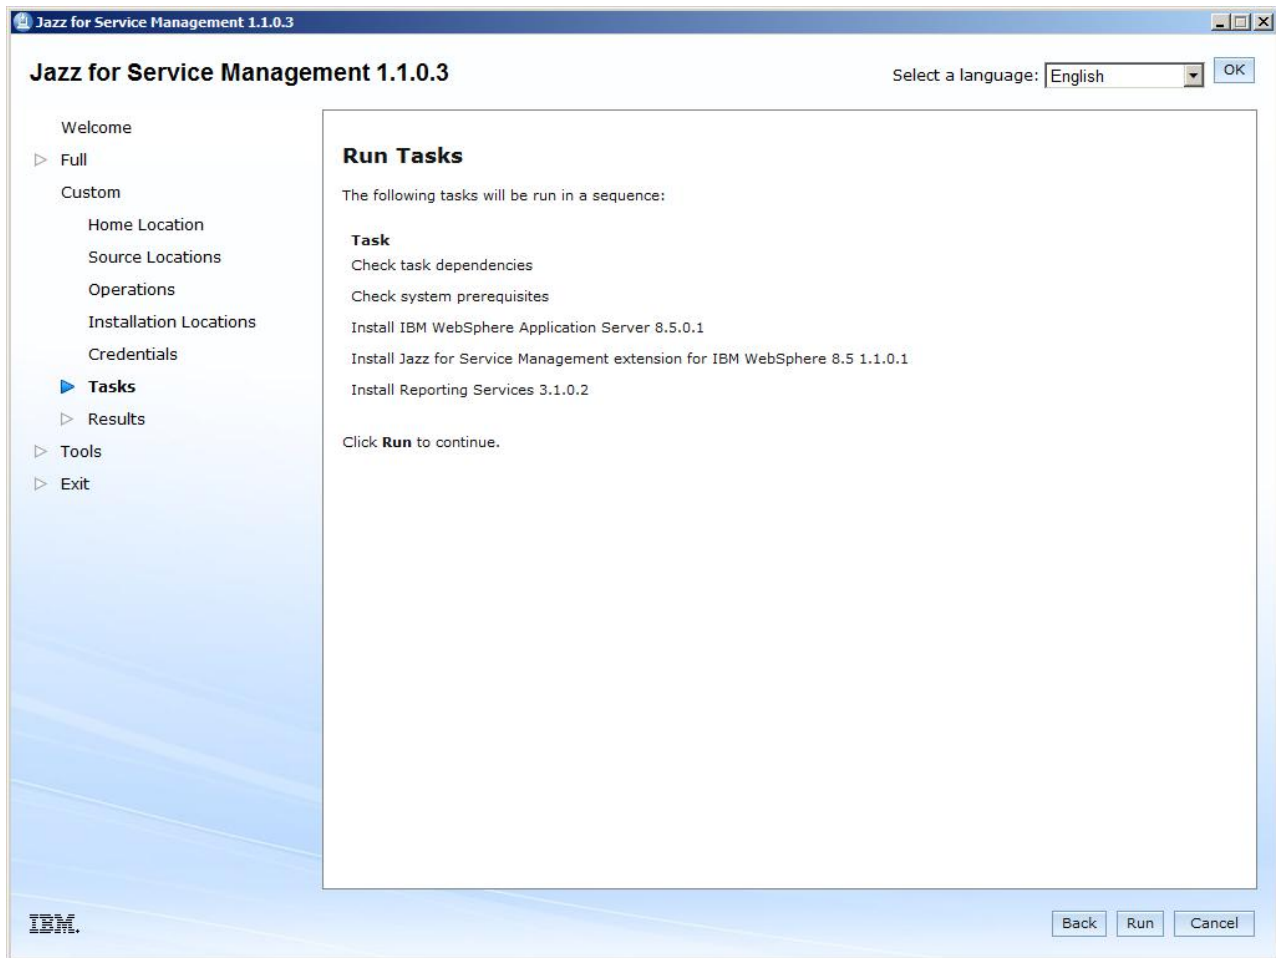 Jazz for Service Management 1.1.0.3
Jazz for Service Management 1.1.0.3
Select a language: English OK
Welcome
Full
Custom
Home Location
Source Locations
Operations
Installation Locations
Credentials
Tasks
Results
Tools
Exit
Run Tasks
The following tasks will be run in a sequence:
Task
Check task dependencies
Check system prerequisites
Install IBM WebSphere Application Server 8.5.0.1
Install Jazz for Service Management extension for IBM WebSphere 8.5 1.1.0.1
Install Reporting Services 3.1.0.2
Click Run to continue.
IBM.
Back Run Cancel